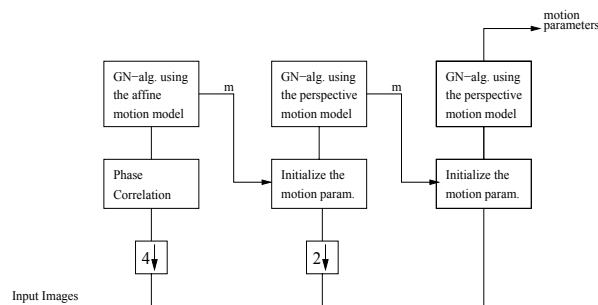 motion
parameters
GN−alg. using
the affine
motion model
m
GN−alg. using
the perspective
motion model
m
GN−alg. using
the perspective
motion model
Phase
Correlation
Initialize the
motion param.
Initialize the
motion param.
4
2
Input Images